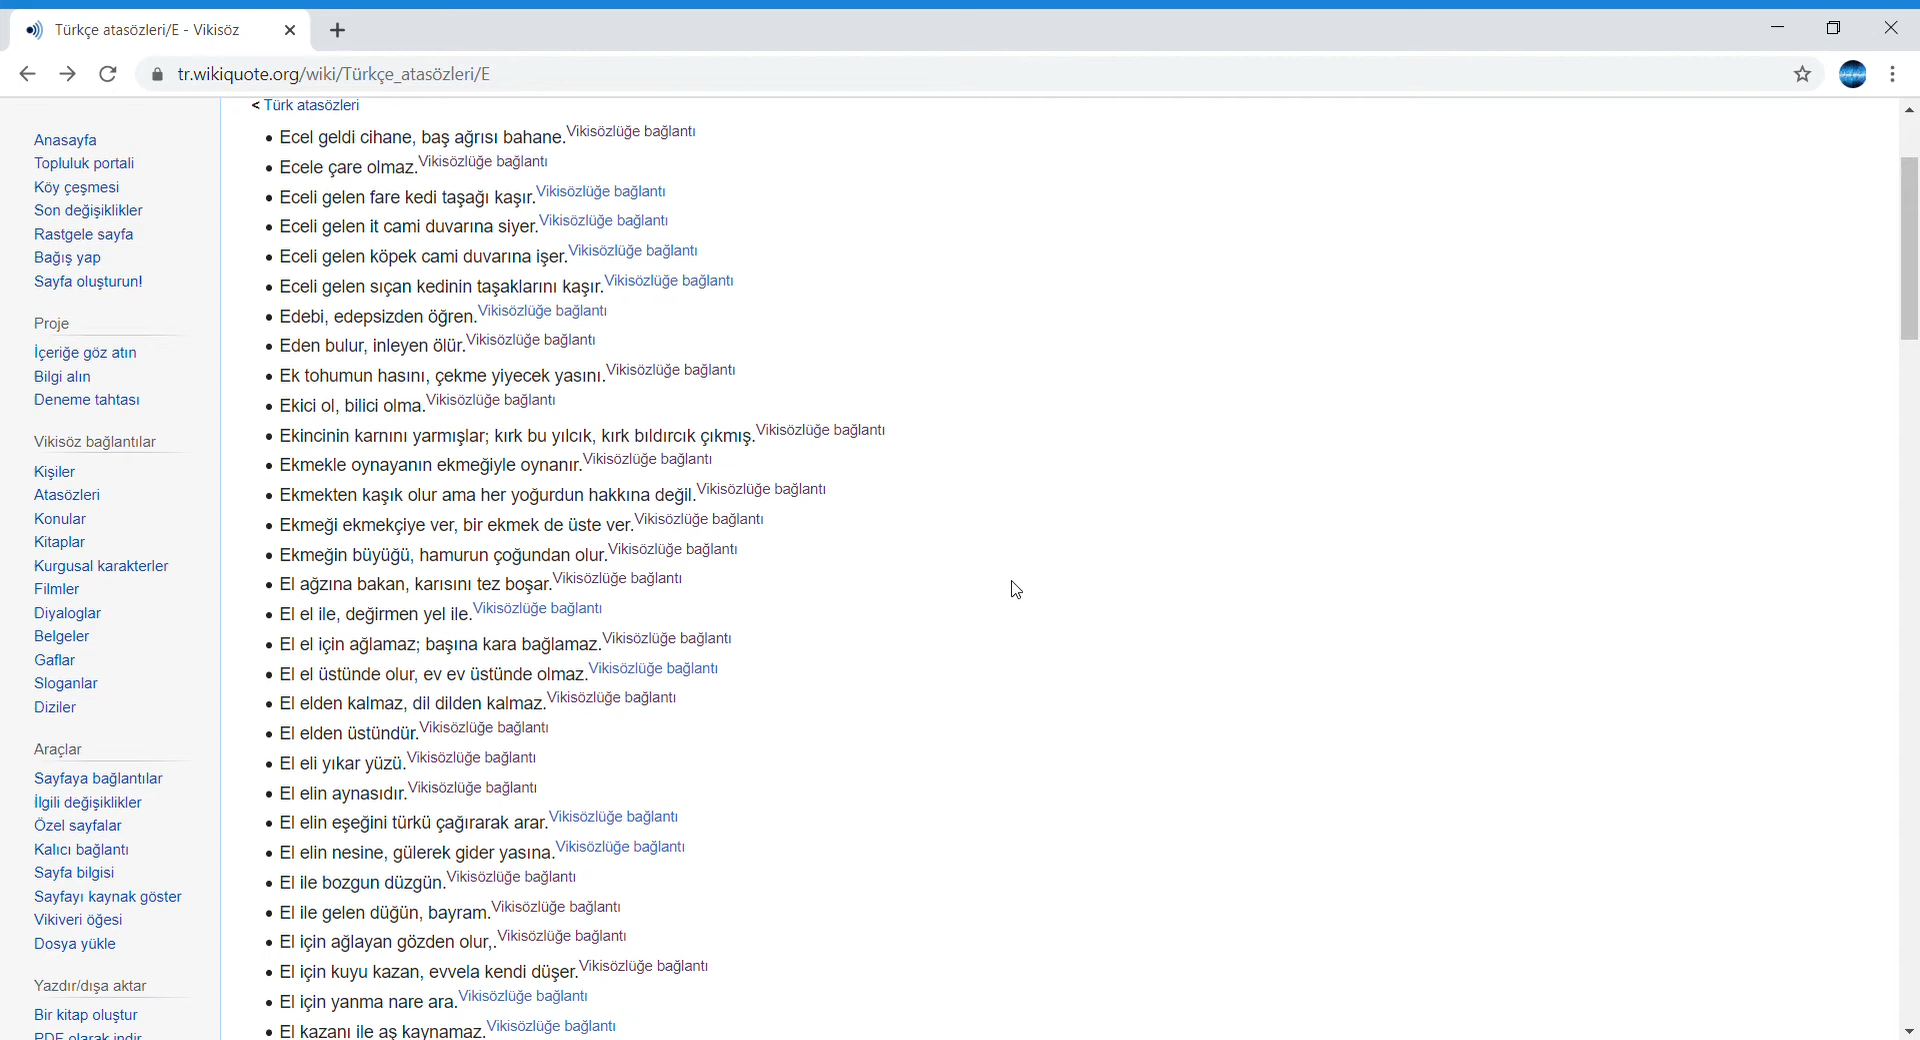 Türkçe atasözleri/E - Vikisöz
tr.wikiquote.org/wiki/Türkçe_atasözleri/E
< Türk atasözleri
Anasayfa
Topluluk portali
Köy çeşmesi
Son değişiklikler
Rastgele sayfa
Bağış yap
Sayfa oluşturun!
Proje
İçeriğe göz atın
Bilgi alın
Deneme tahtası
Vikisöz bağlantılar
Kişiler
Atasözleri
Konular
Kitaplar
Kurgusal karakterler
Filmler
Diyaloglar
Belgeler
Gaflar
Sloganlar
Diziler
Araçlar
Sayfaya bağlantılar
İlgili değişiklikler
Özel sayfalar
Kalıcı bağlantı
Sayfa bilgisi
Sayfayı kaynak göster
Vikiveri öğesi
Dosya yükle
Yazdır/dışa aktar
Bir kitap oluştur
PDF olarak indir
Ecel geldi cihane, baş ağrısı bahane.Vikisözlüğe bağlantı
Ecele çare olmaz.Vikisözlüğe bağlantı
Eceli gelen fare kedi taşağı kaşır.Vikisözlüğe bağlantı
Eceli gelen it cami duvarına siyer.Vikisözlüğe bağlantı
Eceli gelen köpek cami duvarına işer.Vikisözlüğe bağlantı
Eceli gelen sıçan kedinin taşaklarını kaşır.Vikisözlüğe bağlantı
Edebi, edepsizden öğren.Vikisözlüğe bağlantı
Eden bulur, inleyen ölür.Vikisözlüğe bağlantı
Ek tohumun hasını, çekme yiyecek yasını.Vikisözlüğe bağlantı
Ekici ol, bilici olma.Vikisözlüğe bağlantı
Ekincinin karnını yarmışlar; kırk bu yılcık, kırk bıldırcık çıkmış.Vikisözlüğe bağlantı
Ekmekle oynayanın ekmeğiyle oynanır.Vikisözlüğe bağlantı
Ekmekten kaşık olur ama her yoğurdun hakkına değil.Vikisözlüğe bağlantı
Ekmeği ekmekçiye ver, bir ekmek de üste ver.Vikisözlüğe bağlantı
Ekmeğin büyüğü, hamurun çoğundan olur.Vikisözlüğe bağlantı
El ağzına bakan, karısını tez boşar.Vikisözlüğe bağlantı
El el ile, değirmen yel ile.Vikisözlüğe bağlantı
El el için ağlamaz; başına kara bağlamaz.Vikisözlüğe bağlantı
El el üstünde olur, ev ev üstünde olmaz.Vikisözlüğe bağlantı
El elden kalmaz, dil dilden kalmaz.Vikisözlüğe bağlantı
El elden üstündür.Vikisözlüğe bağlantı
El eli yıkar yüzü.Vikisözlüğe bağlantı
El elin aynasıdır.Vikisözlüğe bağlantı
El elin eşeğini türkü çağırarak arar.Vikisözlüğe bağlantı
El elin nesine, gülerek gider yasına.Vikisözlüğe bağlantı
El ile bozgun düzgün.Vikisözlüğe bağlantı
El ile gelen düğün, bayram.Vikisözlüğe bağlantı
El için ağlayan gözden olur,.Vikisözlüğe bağlantı
El için kuyu kazan, evvela kendi düşer.Vikisözlüğe bağlantı
El için yanma nare ara.Vikisözlüğe bağlantı
El kazanı ile aş kaynamaz.Vikisözlüğe bağlantı